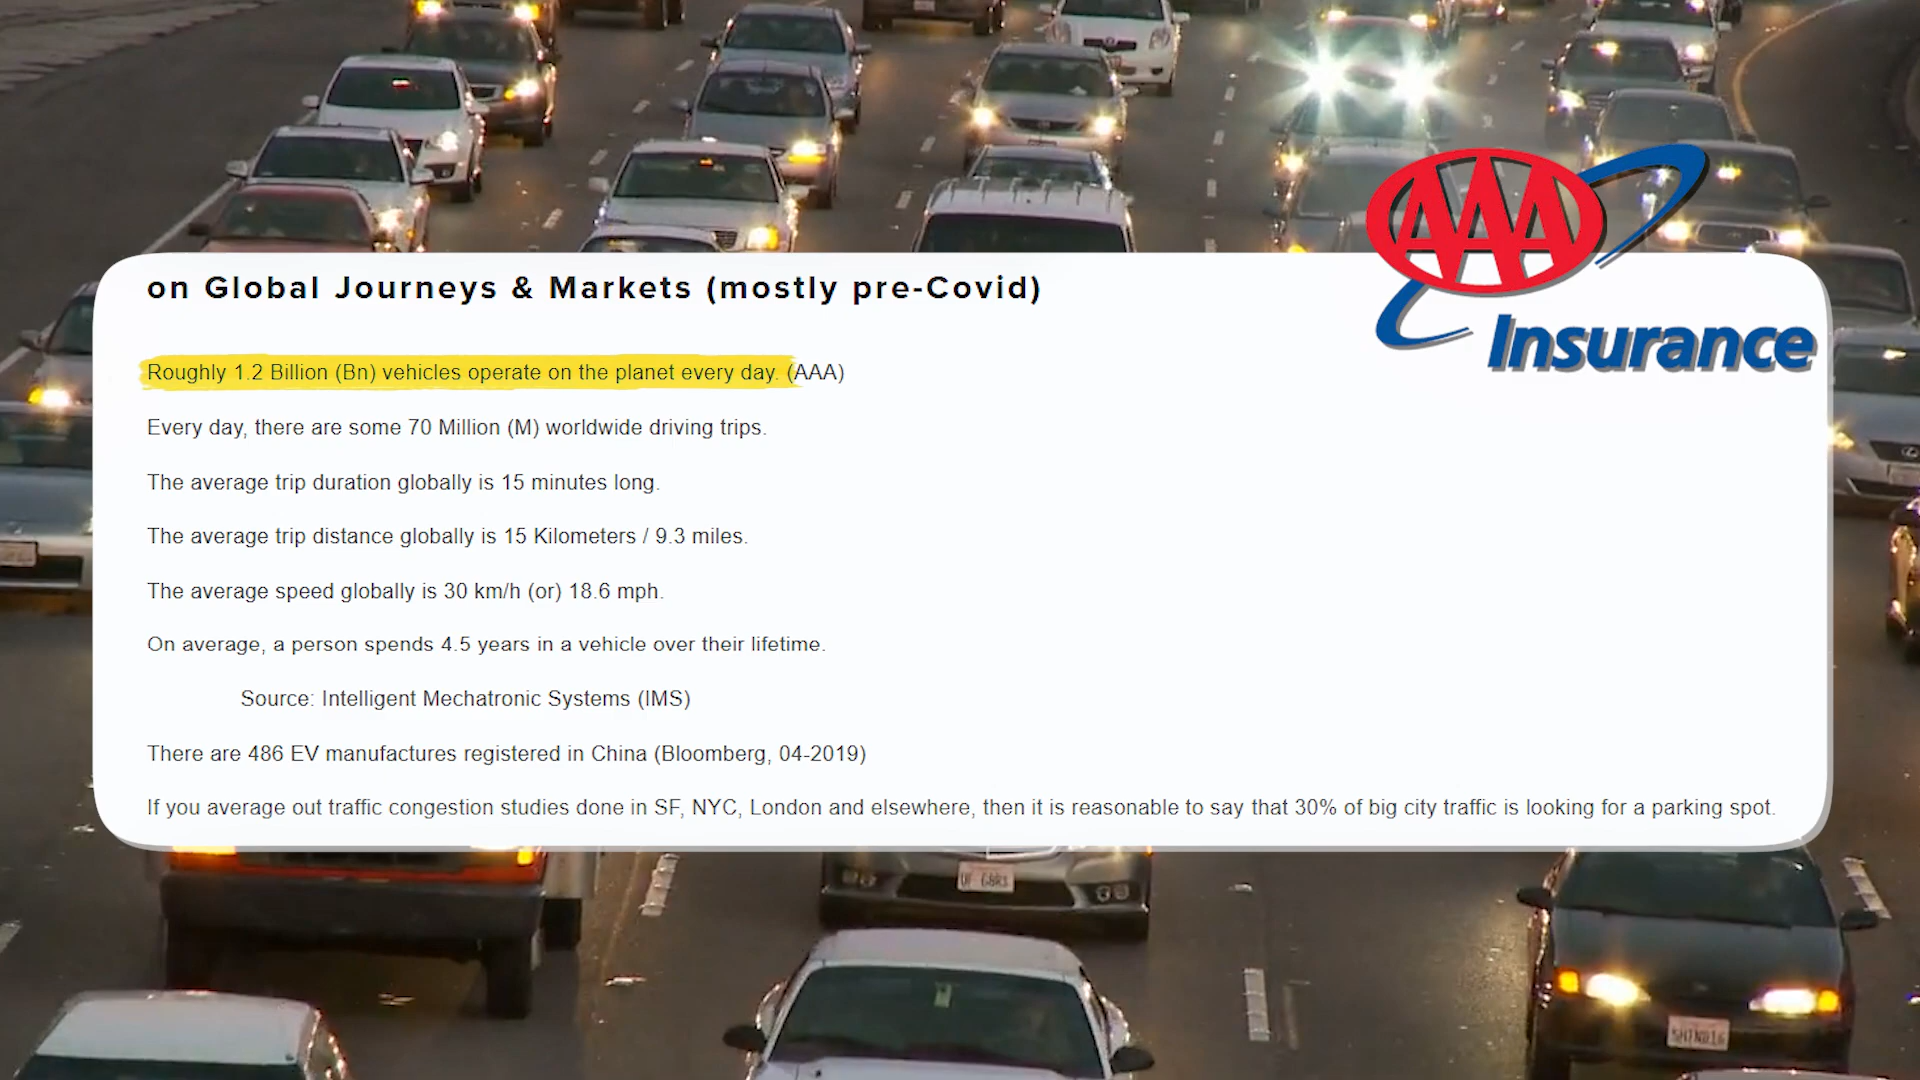 AAA
Insurance
on Global Journeys & Markets (mostly pre-Covid)
Roughly 1.2 Billion (Bn) vehicles operate on the planet every day. (AAA)
Every day, there are some 70 Million (M) worldwide driving trips.
The average trip duration globally is 15 minutes long.
The average trip distance globally is 15 Kilometers / 9.3 miles.
The average speed globally is 30 km/h (or) 18.6 mph.
On average, a person spends 4.5 years in a vehicle over their lifetime.
Source: Intelligent Mechatronic Systems (IMS)
There are 486 EV manufactures registered in China (Bloomberg, 04-2019)
If you average out traffic congestion studies done in SF, NYC, London and elsewhere, then it is reasonable to say that 30% of big city traffic is looking for a parking spot.